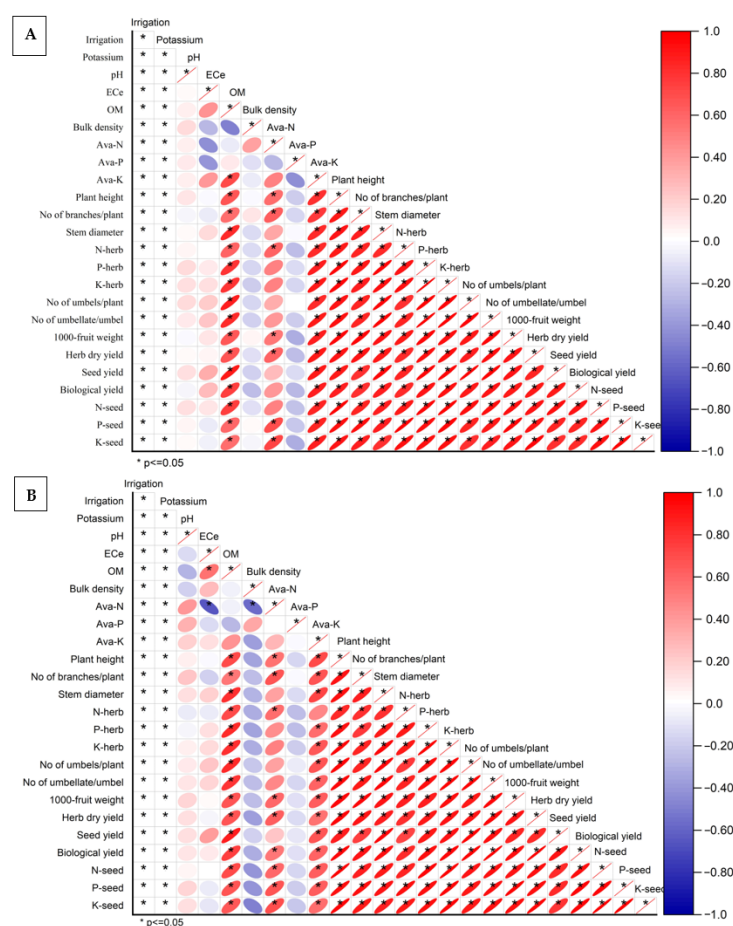 A
Irrigation
Potassium
pH
ECe
OM
Bulk density
Ava-N
Ava-P
Ava-K
Plant height
No of branches/plant
Stem diameter
N-herb
P-herb
K-herb
No of umbels/plant
No of umbellate/umbel
1000-fruit weight
Herb dry yield
Seed yield
Biological yield
N-seed
P-seed
K-seed
Irrigation
Potassium
pH
ECe
OM
Bulk density
Ava-N
Ava-P
Ava-K
Plant height
No of branches/plant
Stem diameter
N-herb
P-herb
K-herb
No of umbels/plant
No of umbellate/umbel
1000-fruit weight
Herb dry yield
Seed yield
Biological yield
N-seed
P-seed
K-see
* p<=0.05
1.0
0.80
0.60
0.40
0.20
0.0
−0.20
−0.40
−0.60
−0.80
−1.0
B
Irrigation
Potassium
pH
ECe
OM
Bulk density
Ava-N
Ava-P
Ava-K
Plant height
No of branches/plant
Stem diameter
N-herb
P-herb
K-herb
No of umbels/plant
No of umbellate/umbel
1000-fruit weight
Herb dry yield
Seed yield
Biological yield
N-seed
P-seed
K-seed
Irrigation
Potassium
pH
ECe
OM
Bulk density
Ava-N
Ava-P
Ava-K
Plant height
No of branches/plant
Stem diameter
N-herb
P-herb
K-herb
No of umbels/plant
No of umbellate/umbel
1000-fruit weight
Herb dry yield
Seed yield
Biological yield
N-seed
P-seed
K-see
* p<=0.05
1.0
0.80
0.60
0.40
0.20
0.0
−0.20
−0.40
−0.60
−0.80
−1.0